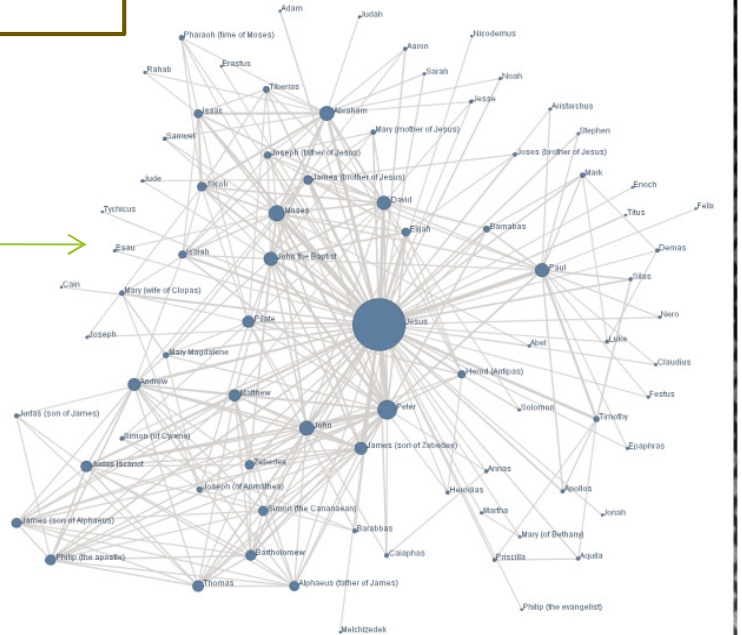 Adam
Judah
Nicodemus
Pharaoh (time of Moses)
Aaron
Erastus
Rahab
Sarah
Noah
Tiberias
Jesse
Isaac
Abraham
Aristarchus
Mary (mother of Jesus)
Stephen
Samuel
Joseph (father of Jesus)
Joses (brother of Jesus)
Mark
James (brother of Jesus)
Jude
Jacob
Enoch
David
Tychicus
Moses
Titus
Felix
Elijah
Barnabas
Esau
Isaiah
John the Baptist
Demas
Paul
Silas
Cain
Mary (wife of Clopas)
Nero
Pilate
Jesus
Joseph
Abel
Luke
Mary Magdalene
Claudius
Herod (Antipas)
Andrew
Matthew
Festus
Judas (son of James)
Peter
Solomon
Timothy
Simon (of Cyrene)
John
James (son of Zebedee)
Epaphras
Judas Iscariot
Zebedee
Annas
Joseph (of Arimathea)
Herodias
Apollos
Simon (the Cananaean)
Martha
Jonah
James (son of Alphaeus)
Barabbas
Mary (of Bethany)
Philip (the apostle)
Bartholomew
Caiaphas
Priscilla
Aquila
Thomas
Alphaeus (father of James)
Philip (the evangelist)
Melchizedek